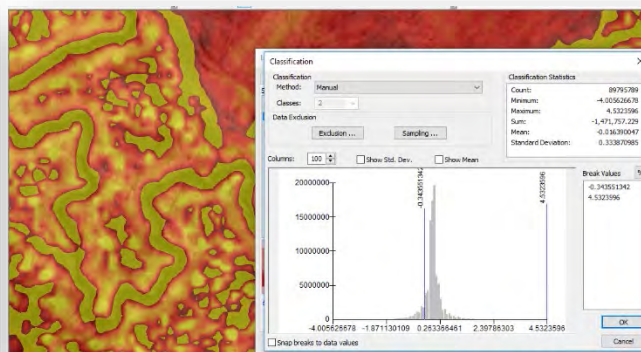 Classification
Classification
Method: Manual
Classes: 2
Data Exclusion
Exclusion ...
Sampling ...
Classification Statistics
Count: 89795789
Minimum: -4.005626678
Maximum: 4.5323596
Sum: -1,471,757.229
Mean: -0.016390047
Standard Deviation: 0.333870985
Columns: 100
Show Std. Dev.
Show Mean
Break Values %
-0.343551342
4.5323596
20000000
15000000
10000000
5000000
0
-0.343551342
4.5323596
-4.005626678
-1.871130109
0.263366461
2.39786303
4.5323596
Snap breaks to data values
OK
Cancel